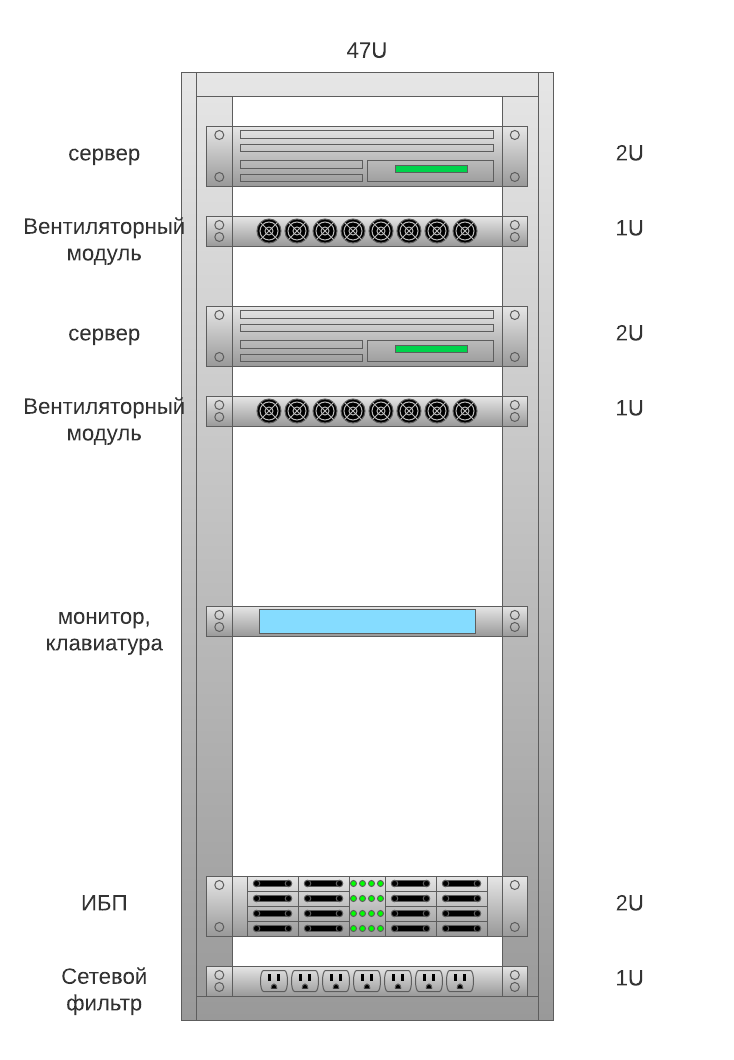 47U
сервер
2U
Вентиляторный
модуль
1U
сервер
2U
Вентиляторный
модуль
1U
монитор,
клавиатура
ИБП
2U
Сетевой
фильтр
1U